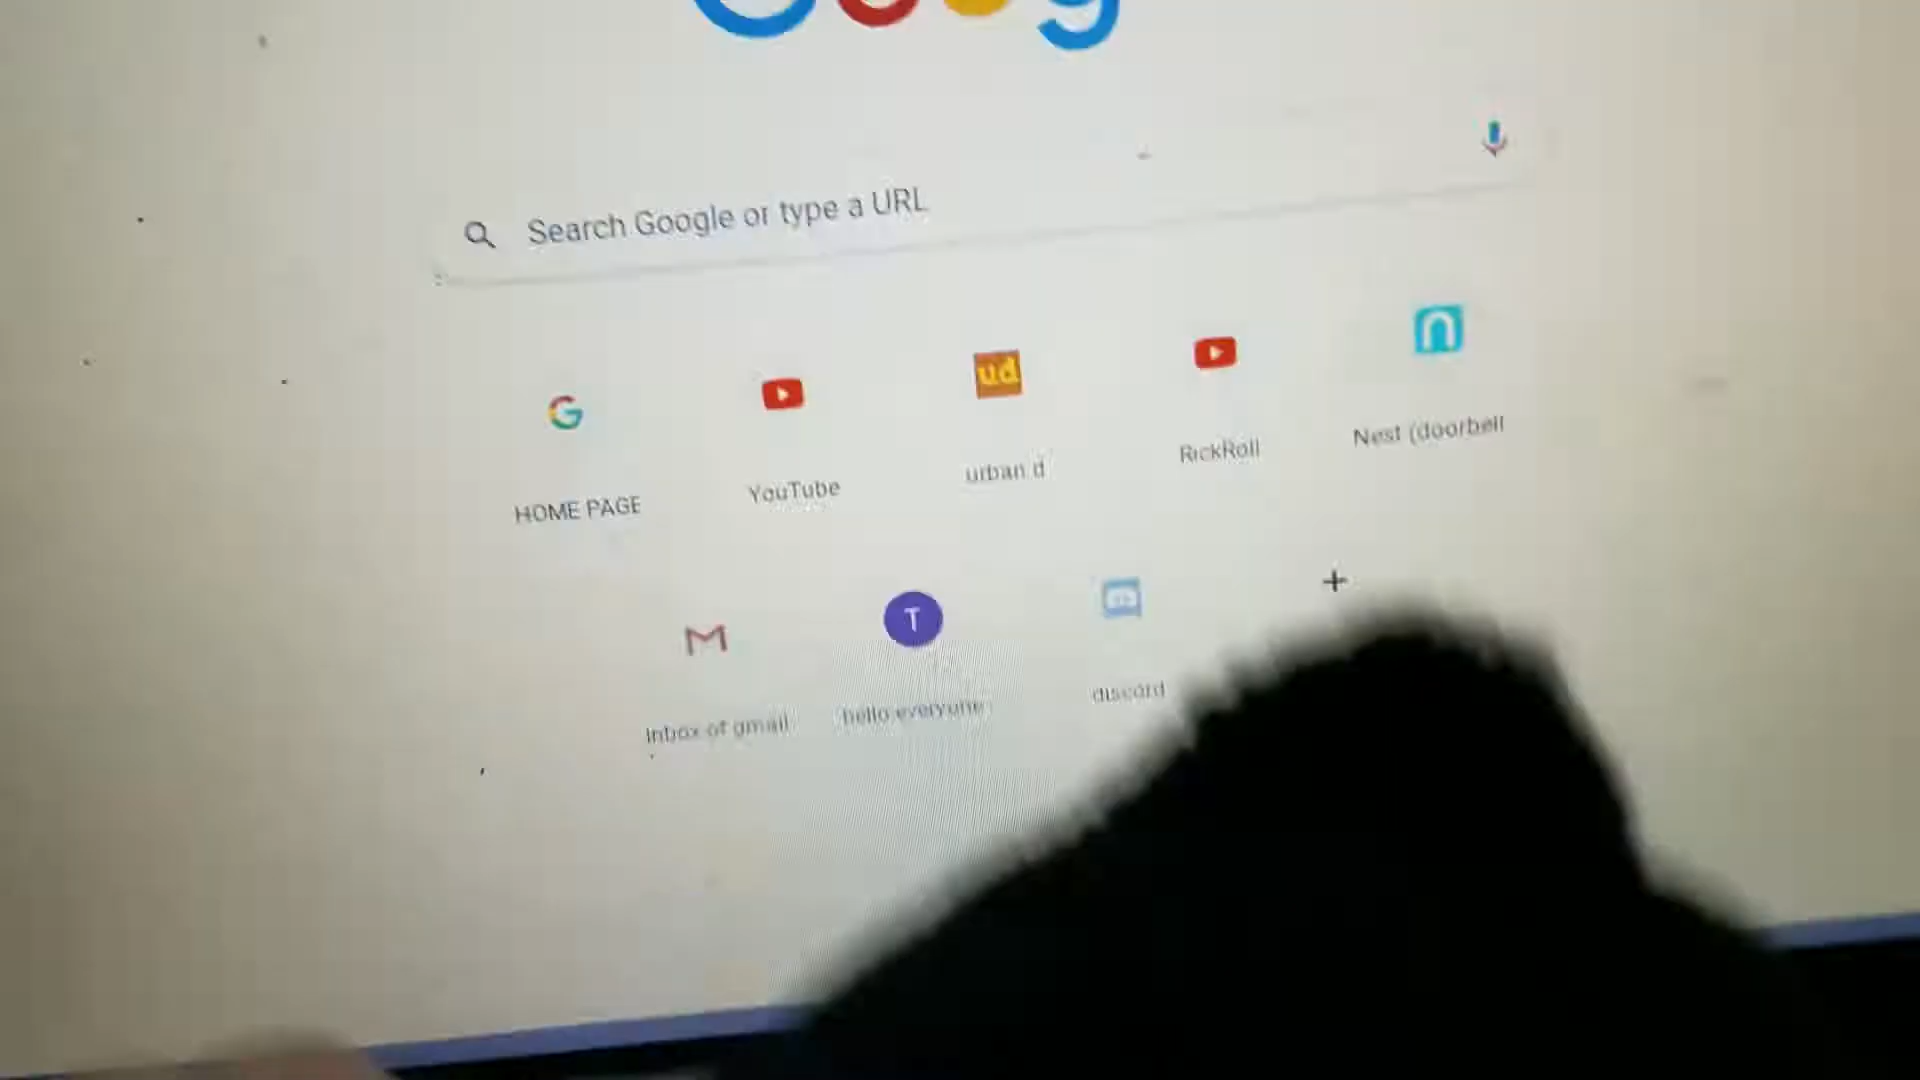 Goog
Search Google or type a URL
ud
HOME PAGE
YouTube
urban d
RickRoll
Nest (doorbell
T
Inbox of gmail
hello everyone
discord